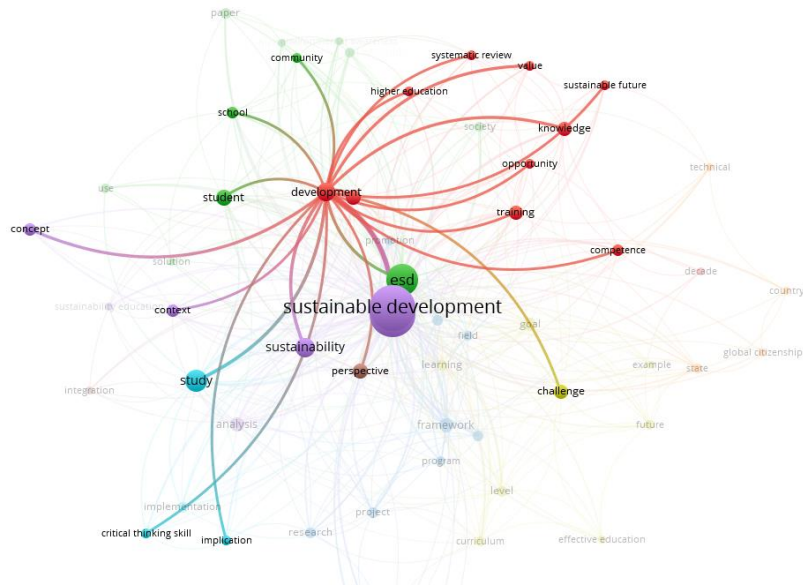 paper
community
systematic review
value
higher education
sustainable future
school
society
knowledge
opportunity
technical
use
student
development
training
concept
promotion
competence
solution
decade
esd
country
sustainability education
sustainable development
context
goal
field
sustainability
global citizenship
learning
example
state
perspective
study
integration
challenge
analysis
framework
future
program
level
implementation
project
critical thinking skill
research
implication
curriculum
effective education